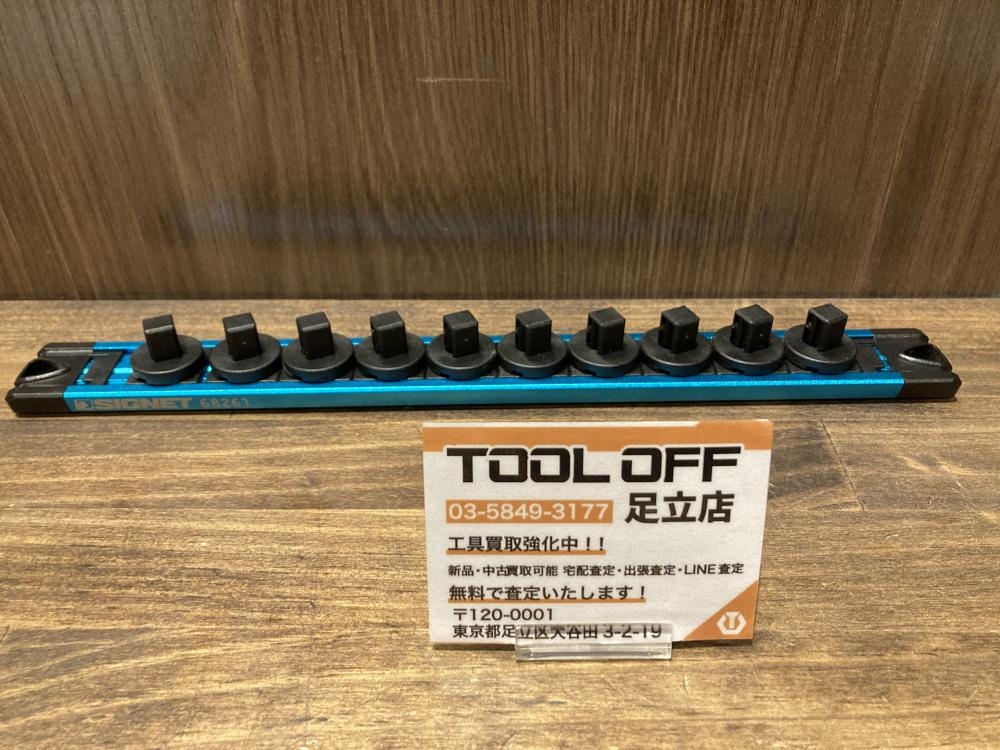 SIGNET 68261
TOOL OFF
03-5849-3177 足立店
工具買取強化中！！
新品・中古買取可能 宅配査定・出張査定・LINE査定
無料で査定いたします！
〒120-0001
東京都足立区大谷田 3-2-19